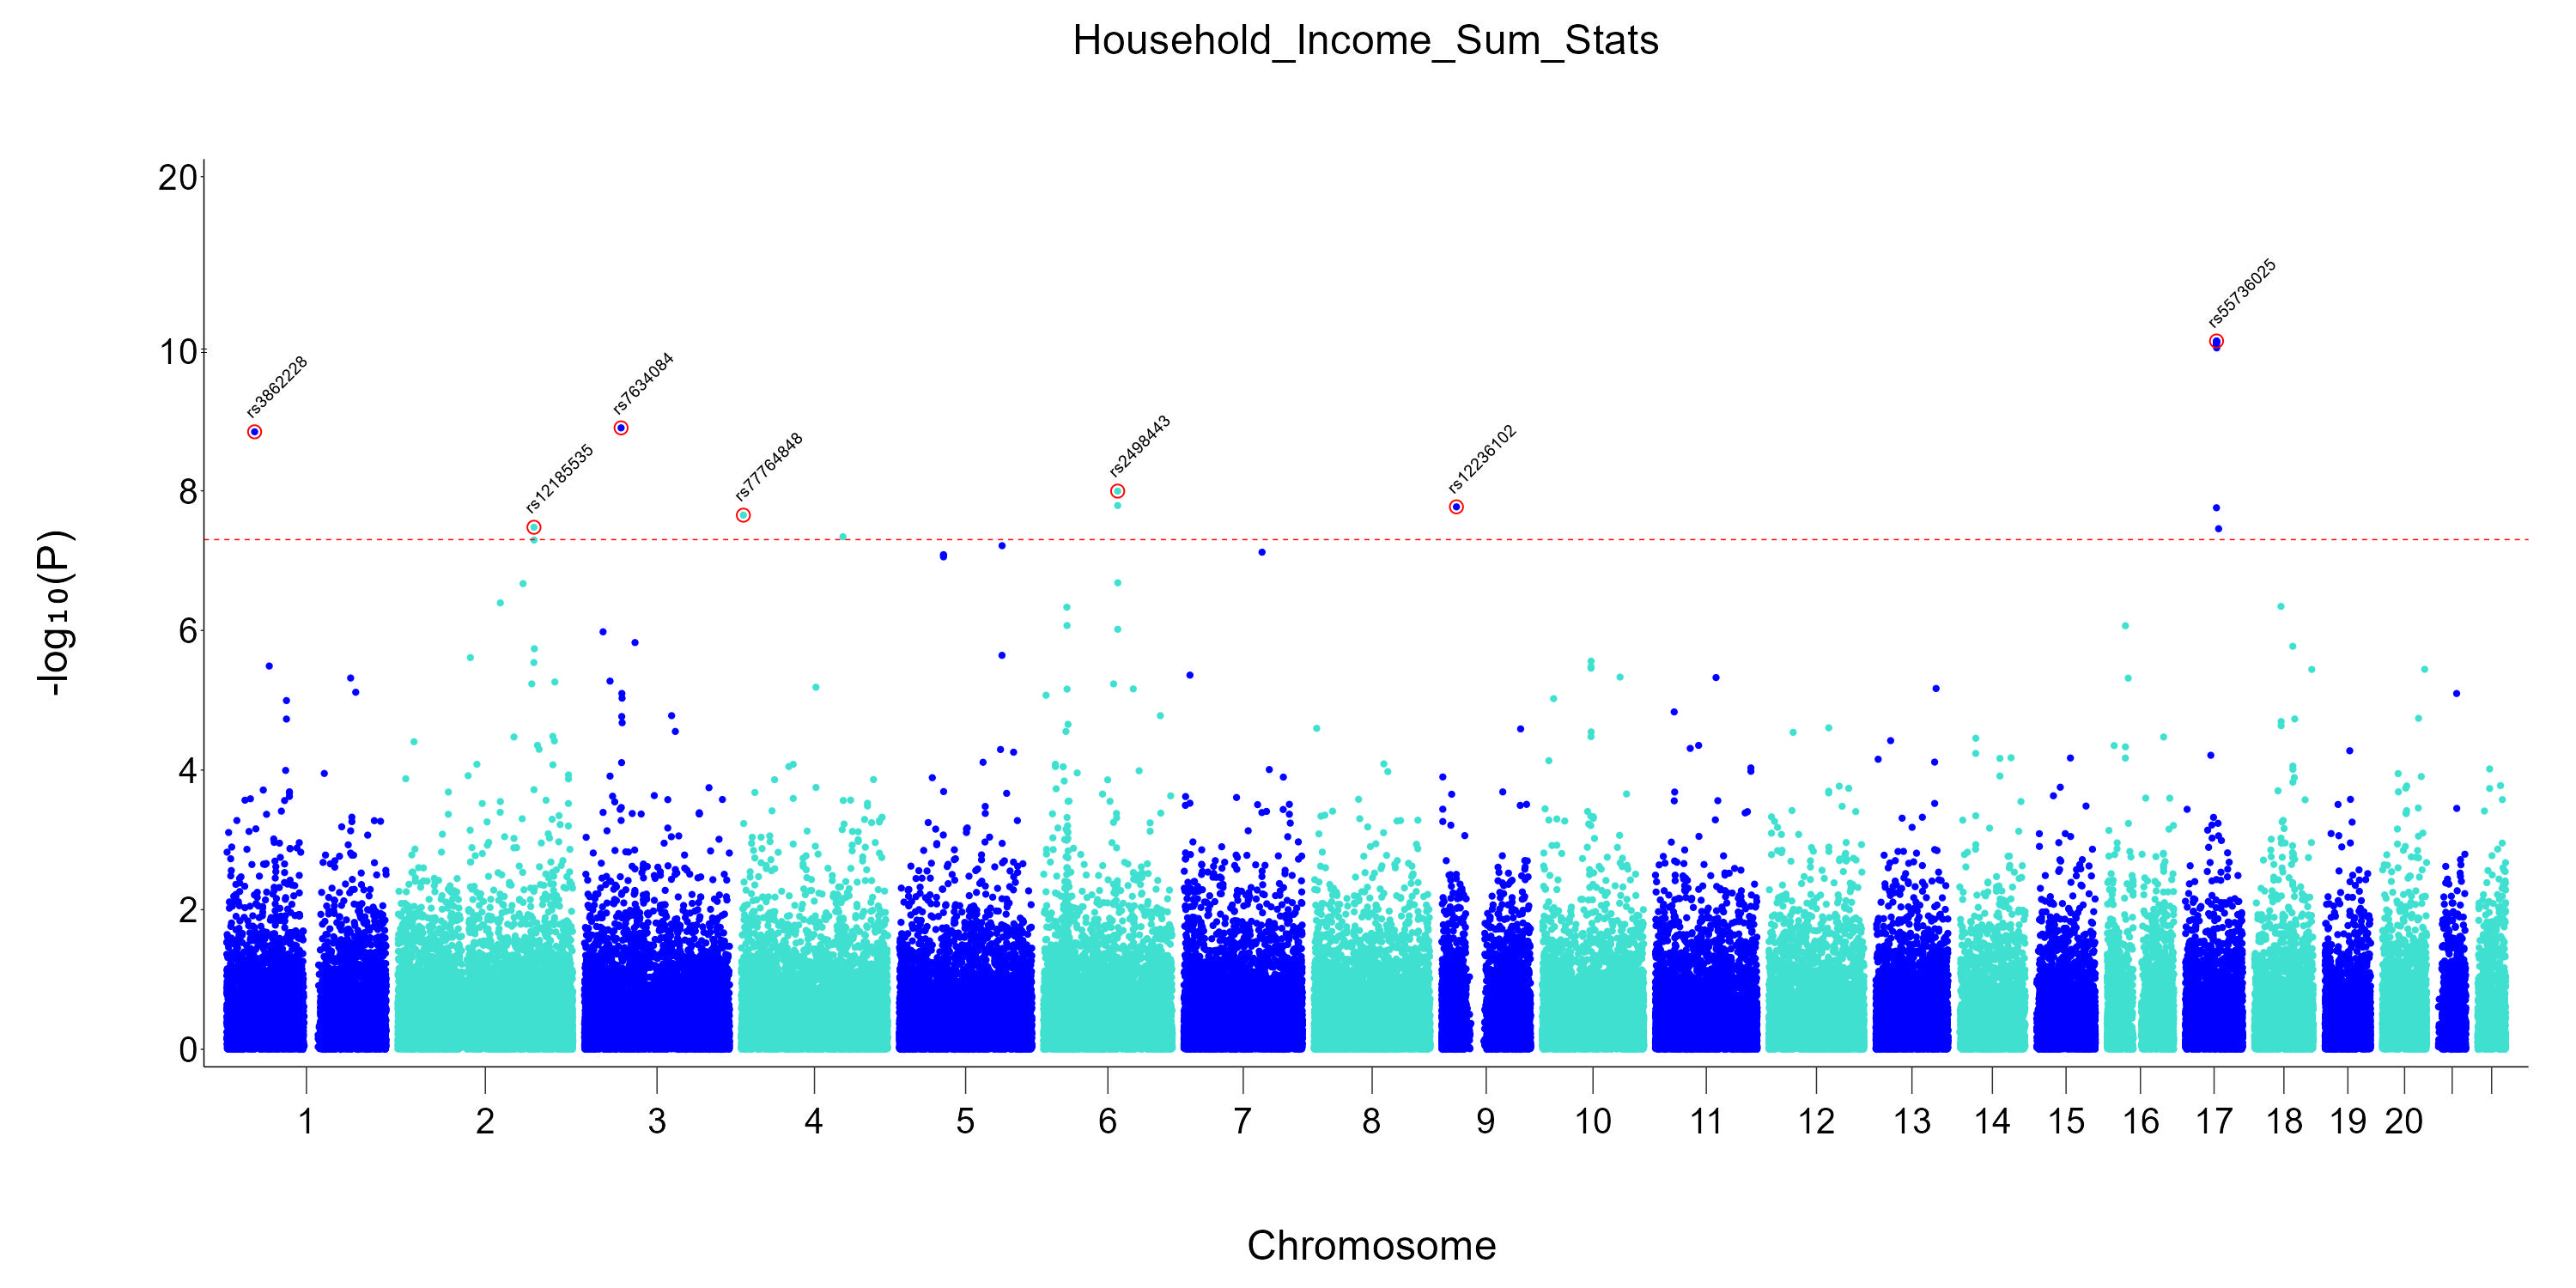 Household_Income_Sum_Stats
20
10
8
6
4
2
0
-log₁₀(P)
rs3862228
rs12185535
rs7634084
rs77764848
rs2498443
rs12236102
rs55736025
1 2 3 4 5 6 7 8 9 10 11 12 13 14 15 16 17 18 19 20
Chromosome